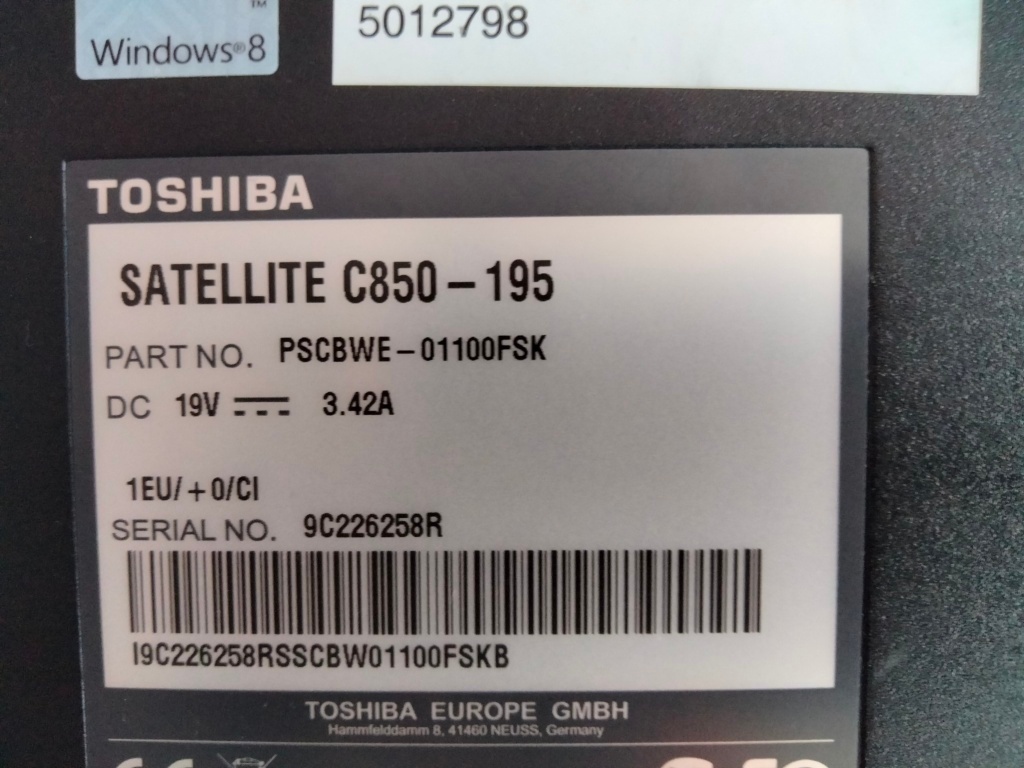 ™
Windows®8
5012798
TOSHIBA
SATELLITE C850-195
PART NO. PSCBWE-01100FSK
DC 19V ⎓ 3.42A
1EU/+0/CI
SERIAL NO. 9C226258R
I9C226258RSSCBW01100FSKB
TOSHIBA EUROPE GMBH
Hammfelddamm 8, 41460 NEUSS, Germany